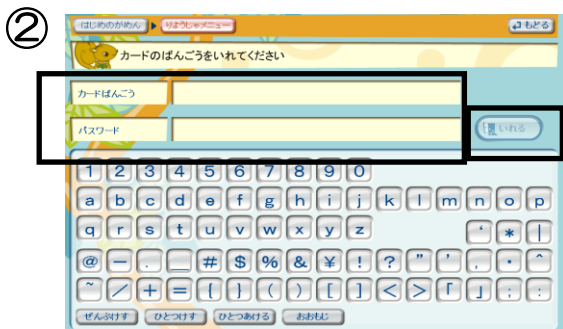 ②
はじめのがめん りようしゃメニュー もどる
カードのばんごうをいれてください
カードばんごう
パスワード
いれる
1 2 3 4 5 6 7 8 9 0
a b c d e f g h i j k l m n o p
q r s t u v w x y z ‘ * |
@ － . _ # $ % & ¥ ! ? " ' , ・ ^
~ / + = { } ( ) [ ] < > 「 」 ; :
ぜんぶけす ひとつけす ひとつあける おおもじ